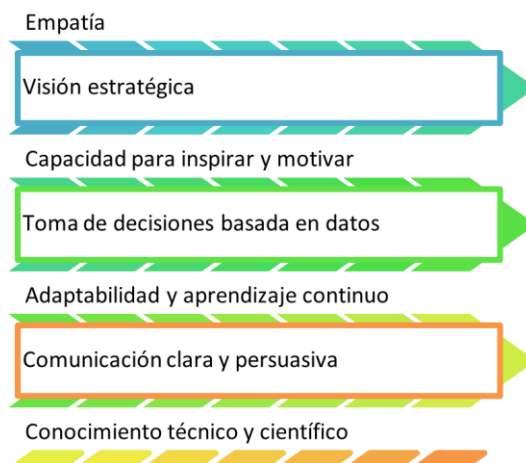 Empatía
Visión estratégica
Capacidad para inspirar y motivar
Toma de decisiones basada en datos
Adaptabilidad y aprendizaje continuo
Comunicación clara y persuasiva
Conocimiento técnico y científico